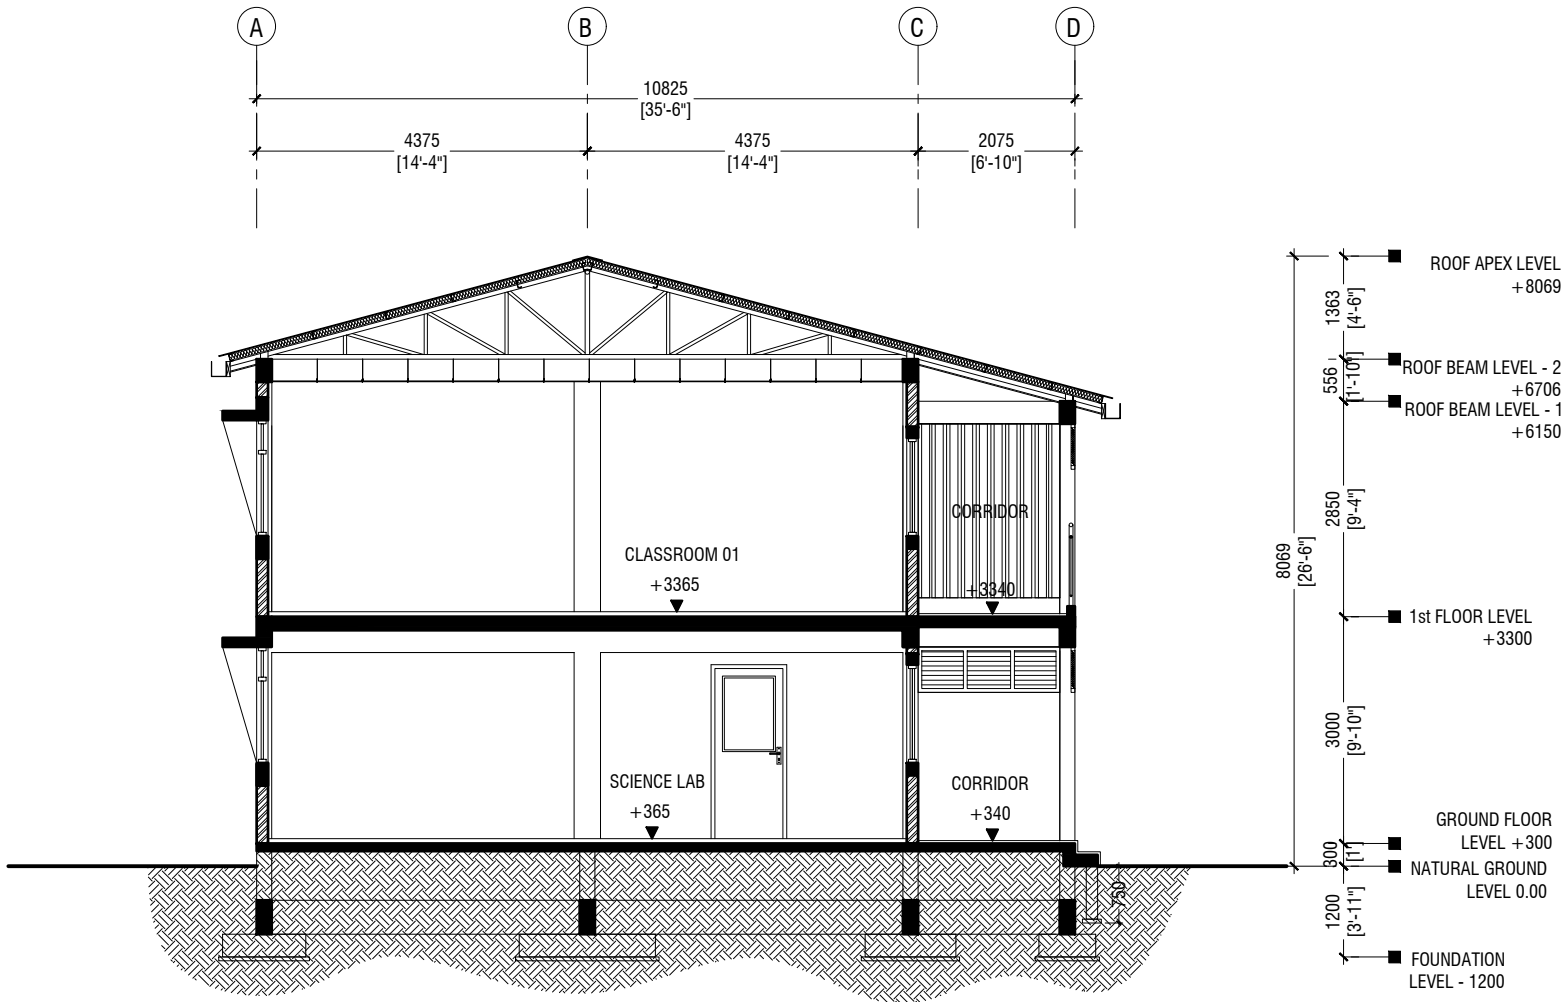 A
B
C
D
10825
[35'-6"]
4375
[14'-4"]
4375
[14'-4"]
2075
[6'-10"]
ROOF APEX LEVEL
+8069
1363
[4'-6"]
ROOF BEAM LEVEL - 2
+6706
556
[1'-10"]
ROOF BEAM LEVEL - 1
+6150
2850
[9'-4"]
8069
[26'-6"]
CORRIDOR
+3340
CLASSROOM 01
+3365
1st FLOOR LEVEL
+3300
3000
[9'-10"]
SCIENCE LAB
+365
CORRIDOR
+340
GROUND FLOOR
LEVEL +300
300
[1']
NATURAL GROUND
LEVEL 0.00
750
1200
[3'-11"]
FOUNDATION
LEVEL - 1200